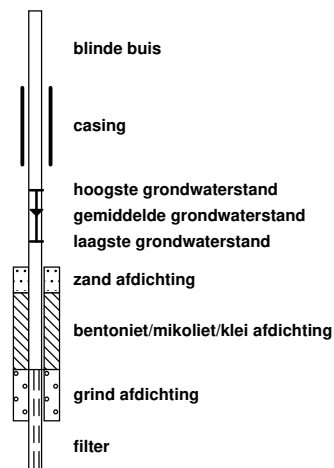 blinde buis
casing
hoogste grondwaterstand
gemiddelde grondwaterstand
laagste grondwaterstand
zand afdichting
bentoniet/mikoliet/klei afdichting
grind afdichting
filter